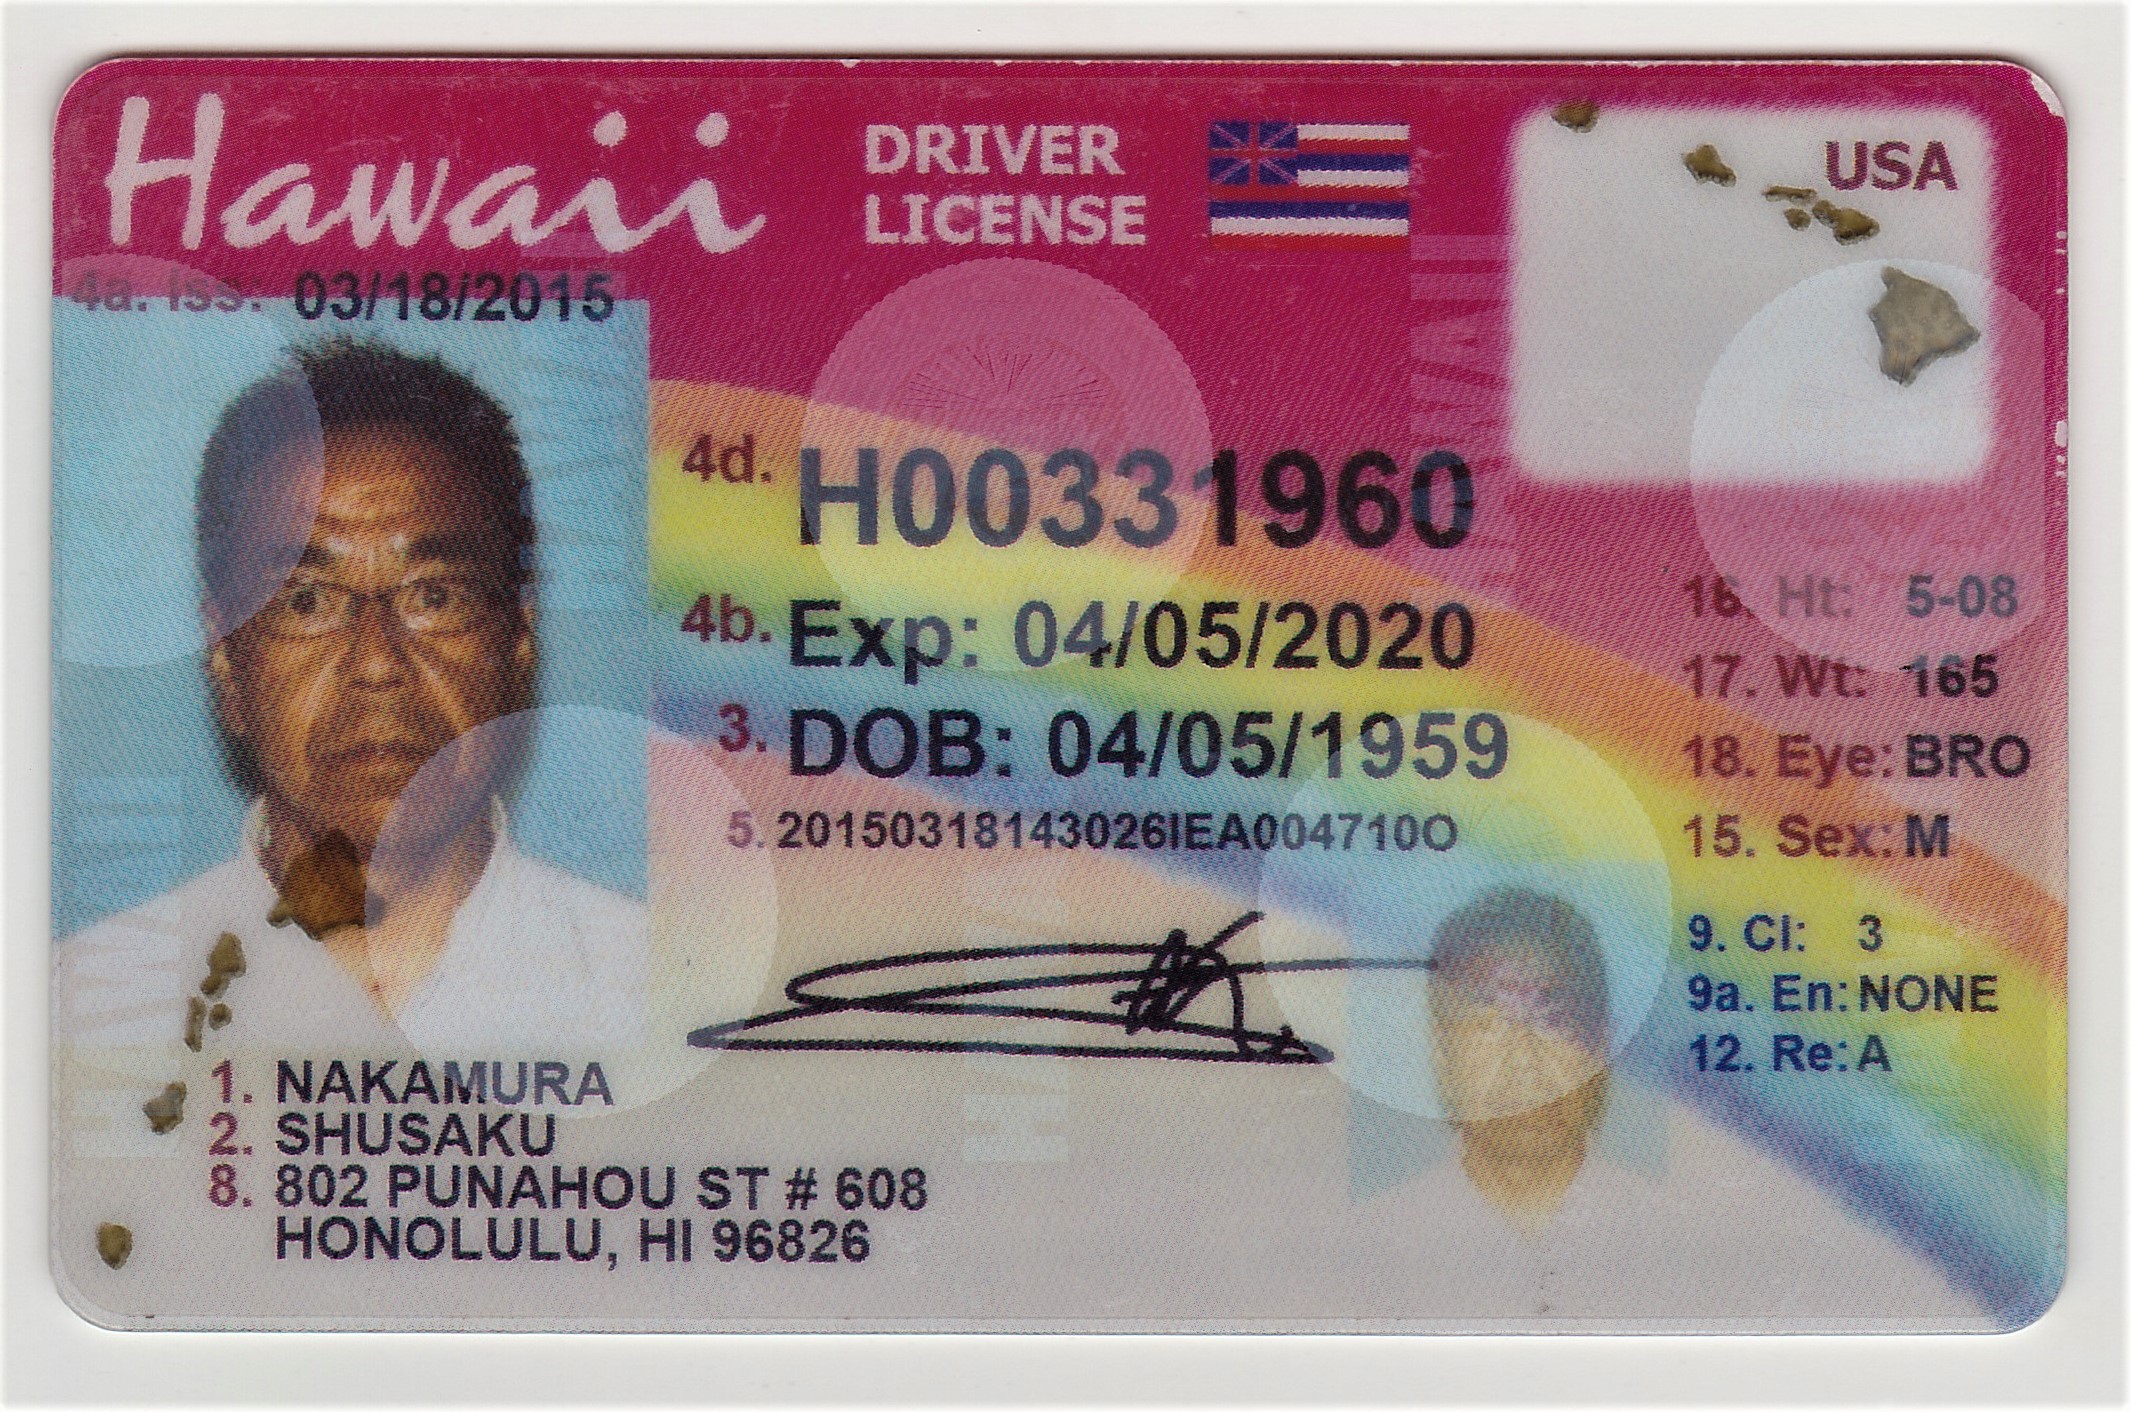 Hawaii DRIVER LICENSE USA
4a. Iss: 03/18/2015
4d. H00331960
4b. Exp: 04/05/2020
3. DOB: 04/05/1959
5. 20150318143026IEA004710O
16. Ht: 5-08
17. Wt: 165
18. Eye: BRO
15. Sex: M
9. Cl: 3
9a. En: NONE
12. Re: A
1. NAKAMURA
2. SHUSAKU
8. 802 PUNAHOU ST # 608
HONOLULU, HI 96826